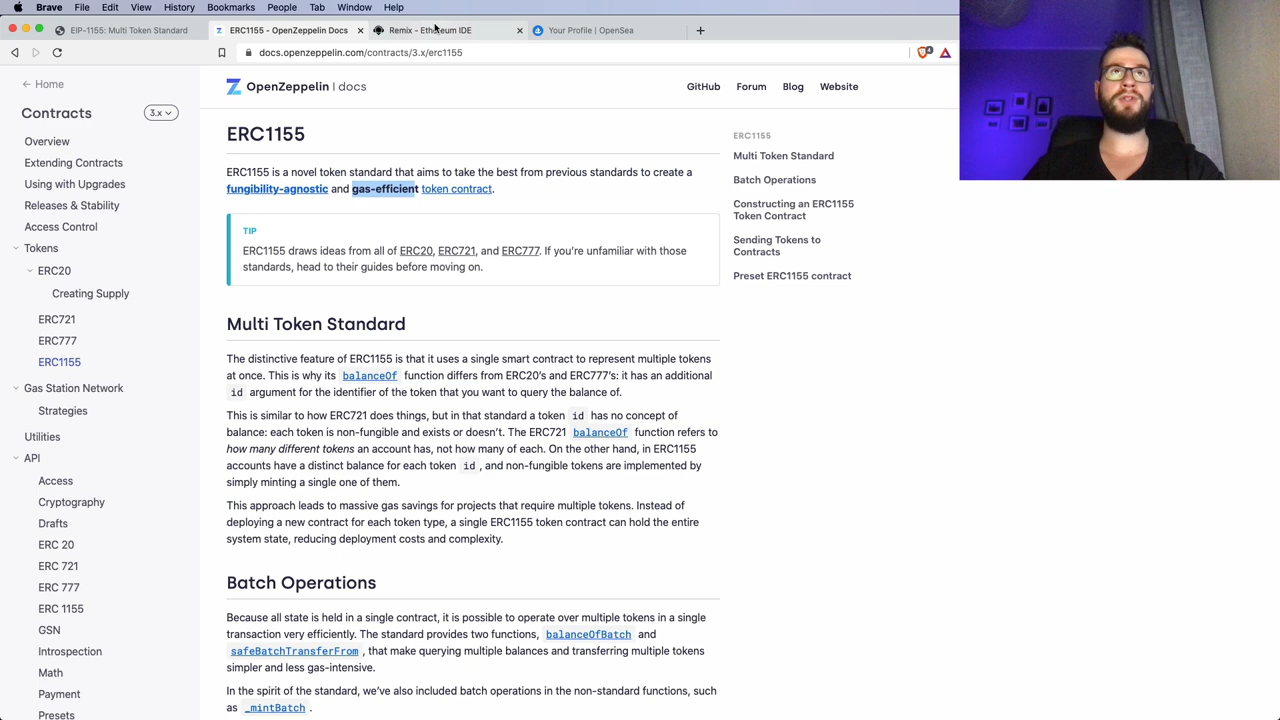 Brave File Edit View History Bookmarks People Tab Window Help
EIP-1155: Multi Token Standard
ERC1155 - OpenZeppelin Docs
Remix - Ethereum IDE
Your Profile | OpenSea
docs.openzeppelin.com/contracts/3.x/erc1155
Home
Contracts
3.x
Overview
Extending Contracts
Using with Upgrades
Releases & Stability
Access Control
Tokens
ERC20
Creating Supply
ERC721
ERC777
ERC1155
Gas Station Network
Strategies
Utilities
API
Access
Cryptography
Drafts
ERC 20
ERC 721
ERC 777
ERC 1155
GSN
Introspection
Math
Payment
Presets
OpenZeppelin | docs
GitHub Forum Blog Website
ERC1155
ERC1155 is a novel token standard that aims to take the best from previous standards to create a
fungibility-agnostic and gas-efficient token contract.
TIP
ERC1155 draws ideas from all of ERC20, ERC721, and ERC777. If you're unfamiliar with those
standards, head to their guides before moving on.
Multi Token Standard
The distinctive feature of ERC1155 is that it uses a single smart contract to represent multiple tokens
at once. This is why its balanceOf function differs from ERC20's and ERC777's: it has an additional
id argument for the identifier of the token that you want to query the balance of.
This is similar to how ERC721 does things, but in that standard a token id has no concept of
balance: each token is non-fungible and exists or doesn't. The ERC721 balanceOf function refers to
how many different tokens an account has, not how many of each. On the other hand, in ERC1155
accounts have a distinct balance for each token id, and non-fungible tokens are implemented by
simply minting a single one of them.
This approach leads to massive gas savings for projects that require multiple tokens. Instead of
deploying a new contract for each token type, a single ERC1155 token contract can hold the entire
system state, reducing deployment costs and complexity.
Batch Operations
Because all state is held in a single contract, it is possible to operate over multiple tokens in a single
transaction very efficiently. The standard provides two functions, balanceOfBatch and
safeBatchTransferFrom, that make querying multiple balances and transferring multiple tokens
simpler and less gas-intensive.
In the spirit of the standard, we've also included batch operations in the non-standard functions, such
as _mintBatch.
ERC1155
Multi Token Standard
Batch Operations
Constructing an ERC1155
Token Contract
Sending Tokens to
Contracts
Preset ERC1155 contract